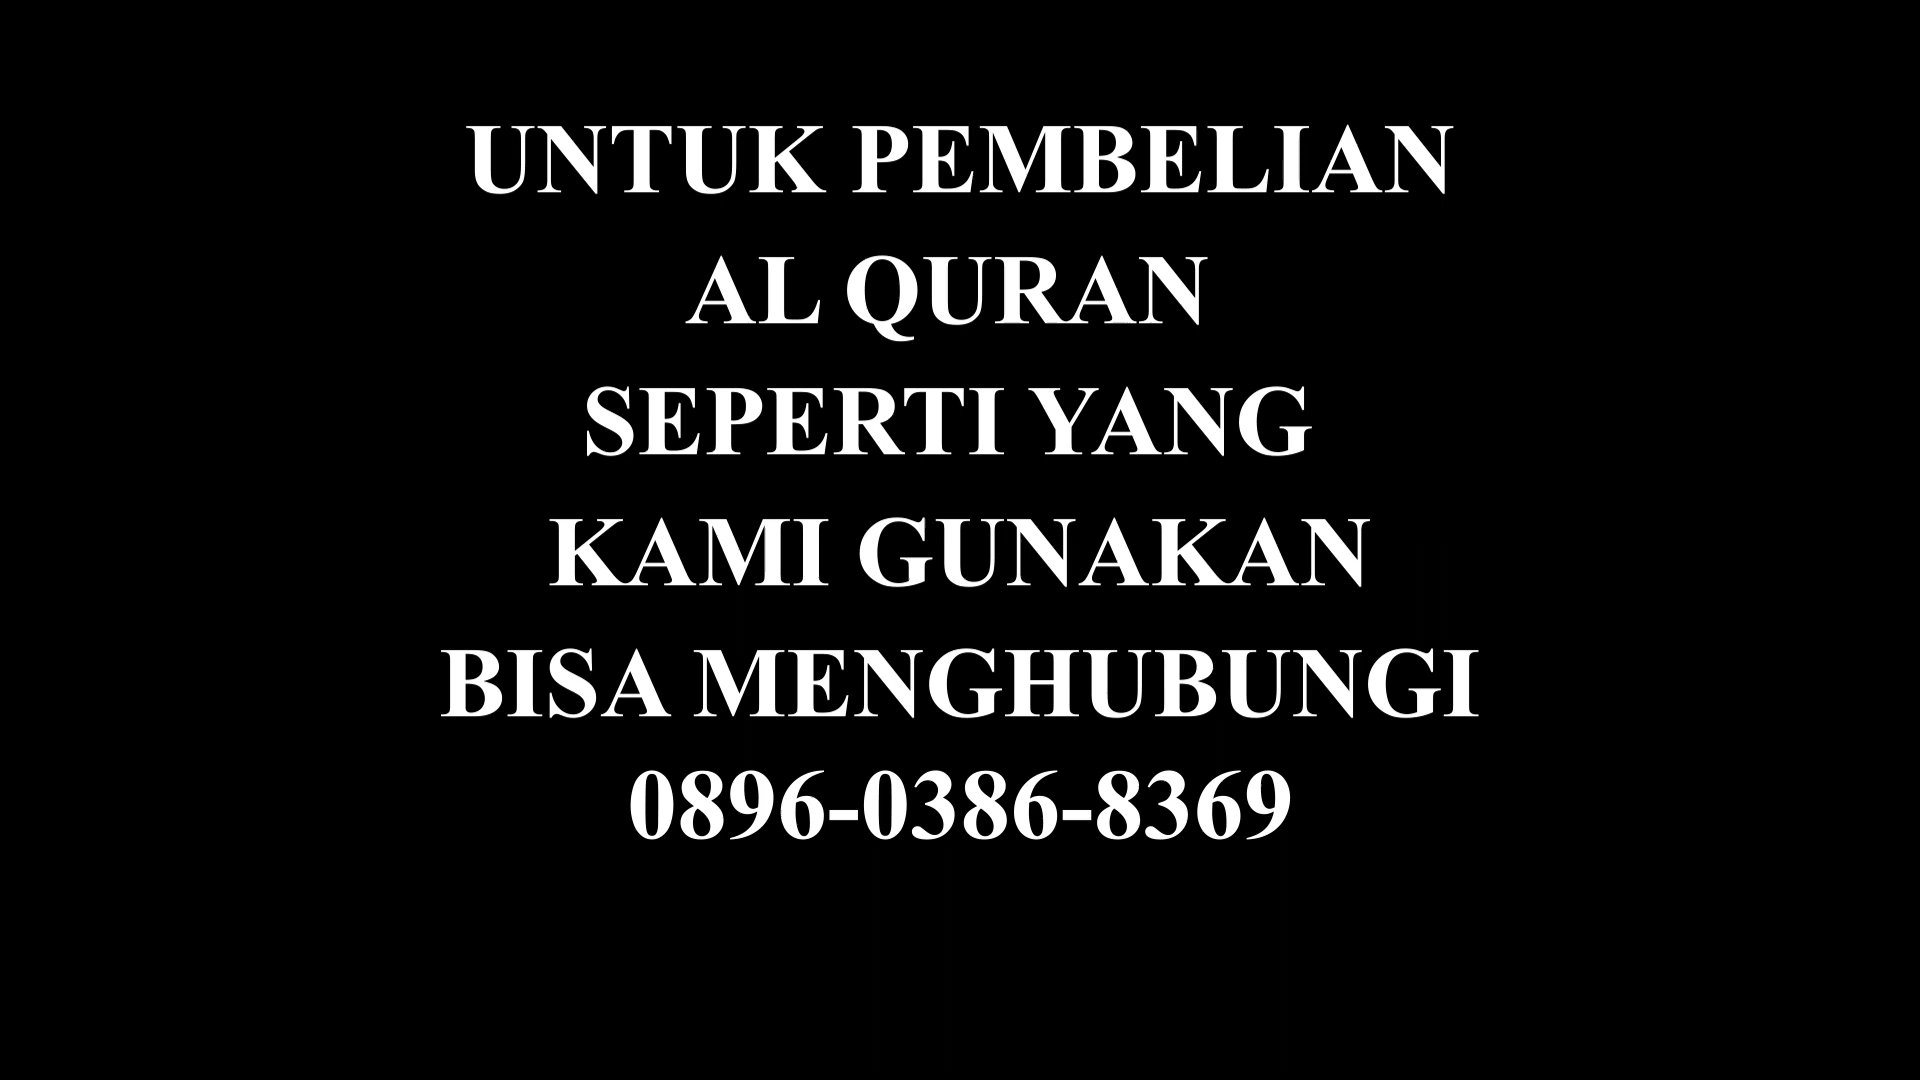 UNTUK PEMBELIAN
AL QURAN
SEPERTI YANG
KAMI GUNAKAN
BISA MENGHUBUNGI
0896-0386-8369